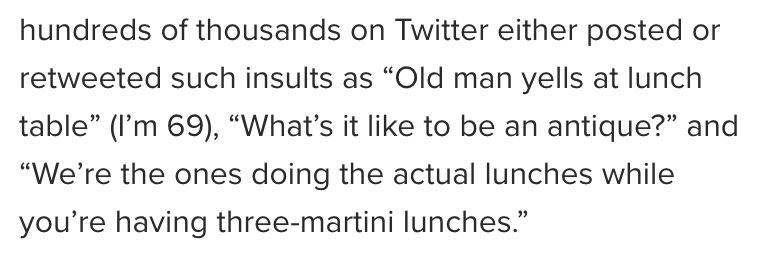 hundreds of thousands on Twitter either posted or
retweeted such insults as “Old man yells at lunch
table” (I’m 69), “What’s it like to be an antique?” and
“We’re the ones doing the actual lunches while
you’re having three-martini lunches.”